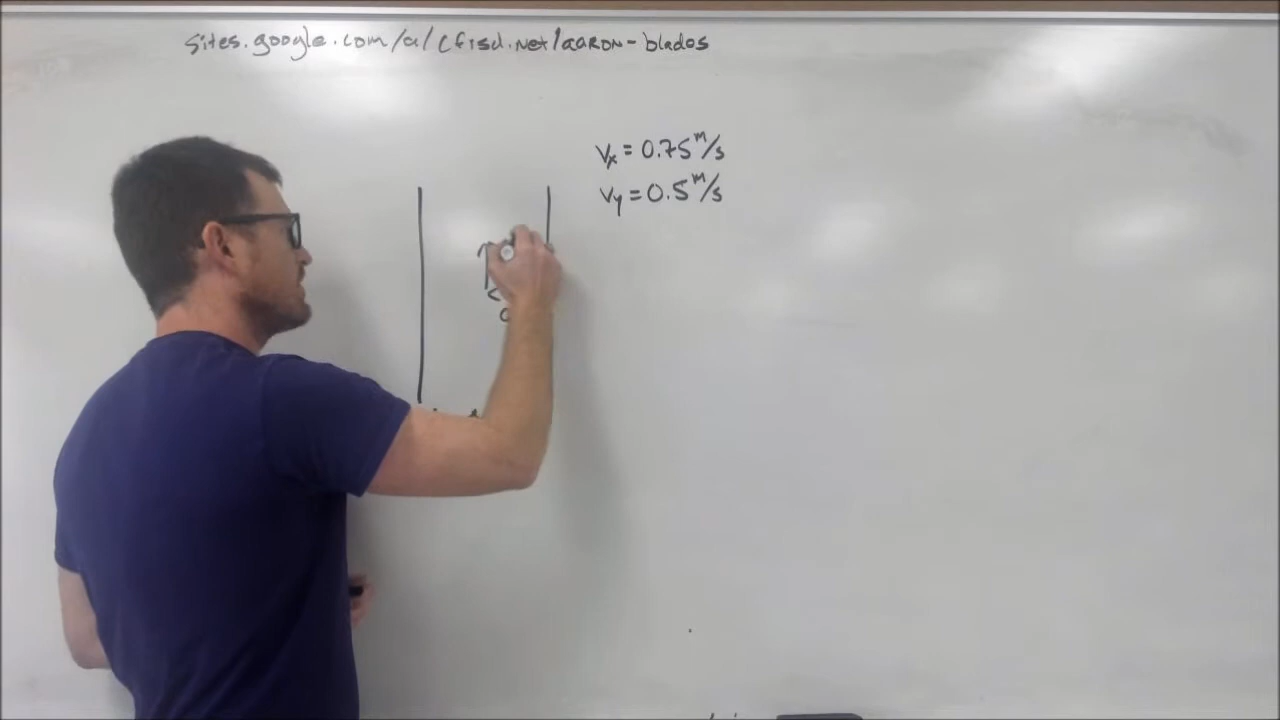 sites.google.com/a/cfisd.net/aaron-blados
Vx = 0.75 m/s
Vy = 0.5 m/s